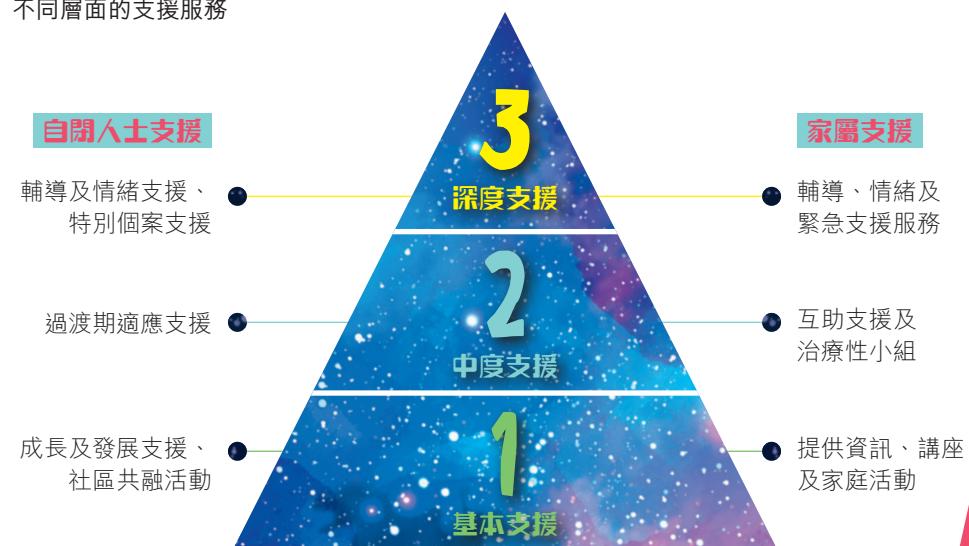 不同層面的支援服務
自閉人士支援
家屬支援
3
深度支援
輔導及情緒支援、
特別個案支援
輔導、情緒及
緊急支援服務
2
中度支援
過渡期適應支援
互助支援及
治療性小組
1
基本支援
成長及發展支援、
社區共融活動
提供資訊、講座
及家庭活動